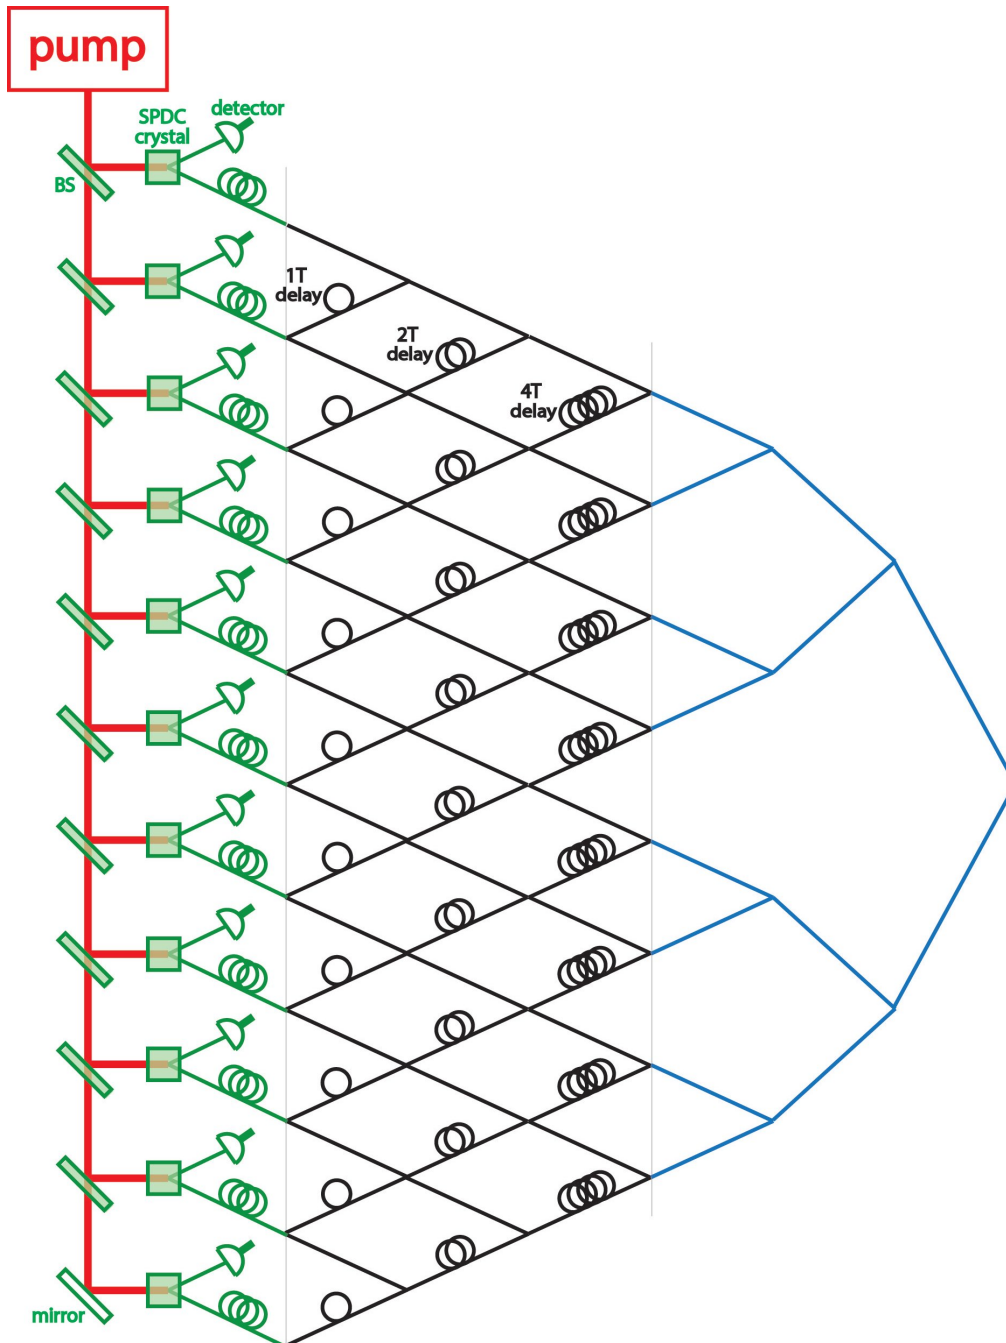 pump
SPDC
crystal
detector
BS
1T
delay
2T
delay
4T
delay
mirror